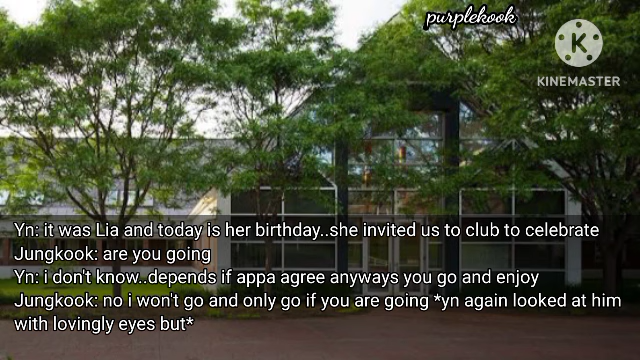 purplekook
KINEMASTER
Yn: it was Lia and today is her birthday..she invited us to club to celebrate
Jungkook: are you going
Yn: i don't know..depends if appa agree anyways you go and enjoy
Jungkook: no i won't go and only go if you are going *yn again looked at him
with lovingly eyes but*